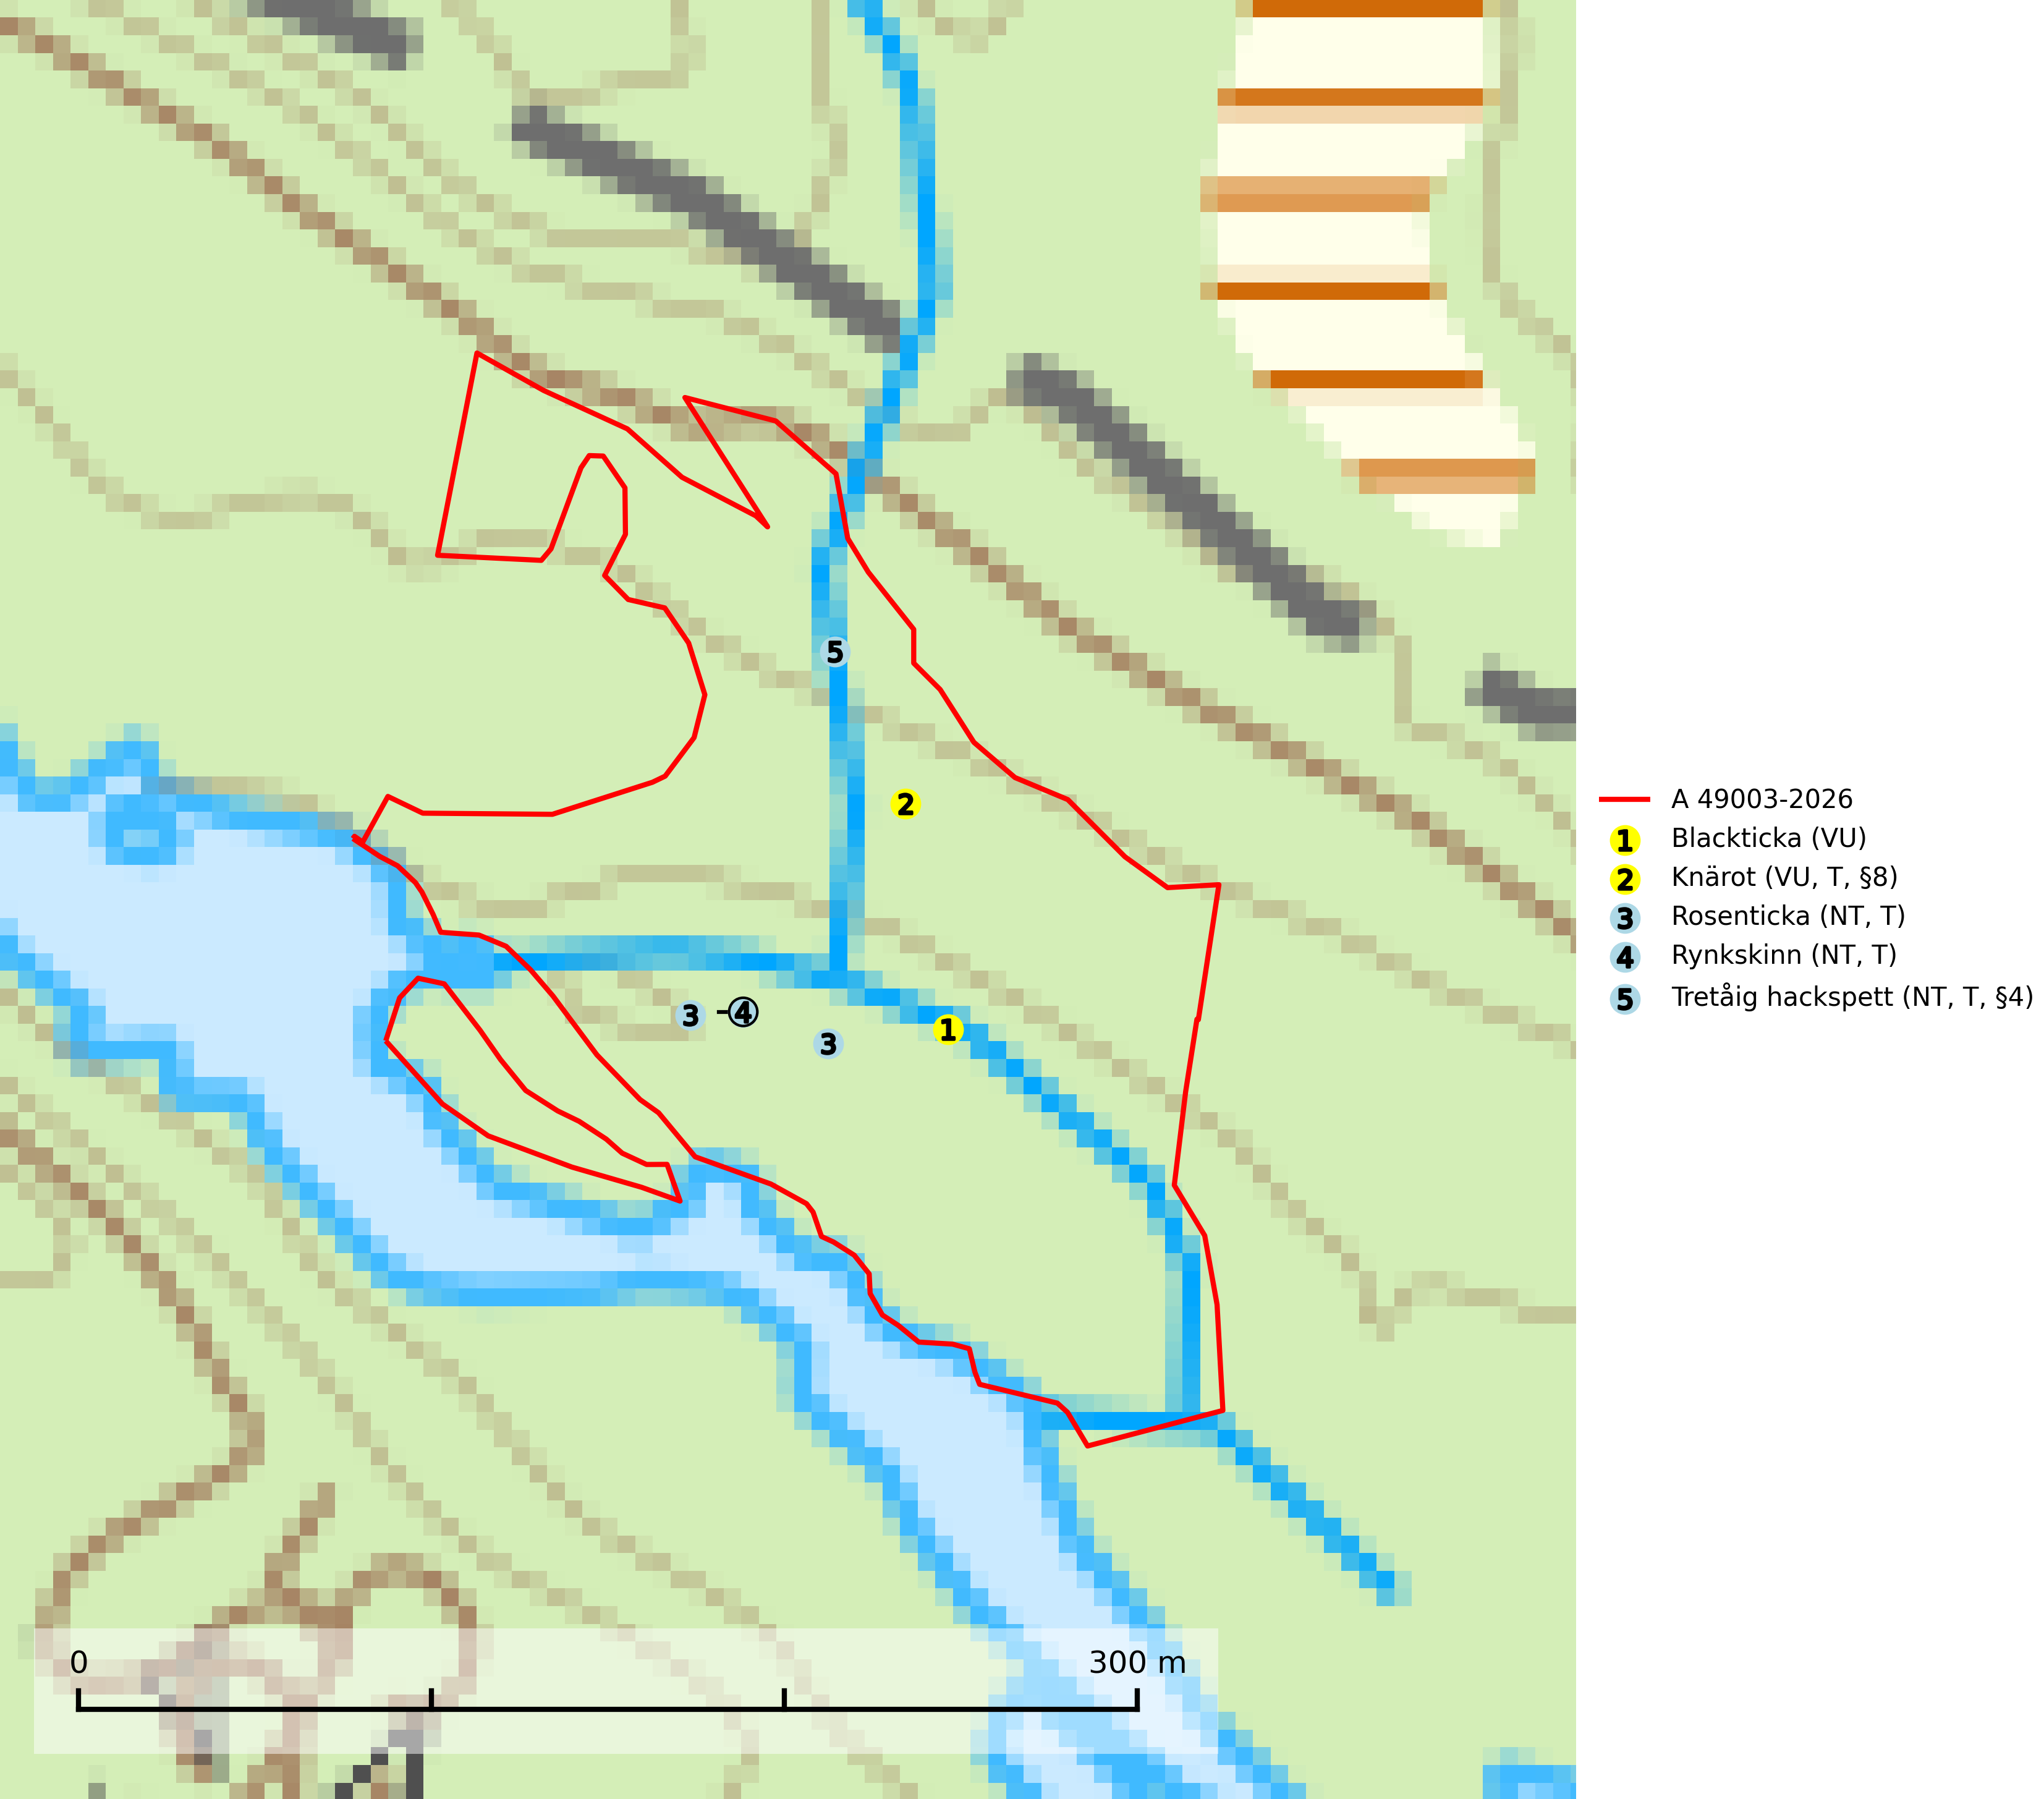 5
2
3
4
3
1
0
300 m
A 49003-2026
1 Blackticka (VU)
2 Knärot (VU, T, §8)
3 Rosenticka (NT, T)
4 Rynkskinn (NT, T)
5 Tretåig hackspett (NT, T, §4)